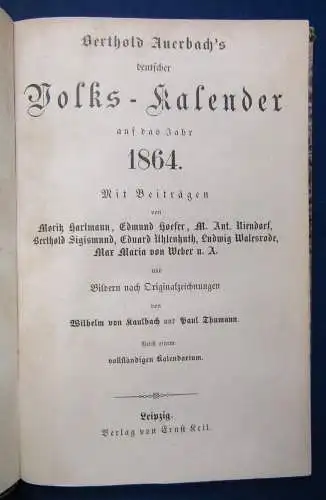 Berthold Auerbach's
deutscher
Volks-Kalender
auf das Jahr
1864.
Mit Beiträgen
von
Moritz Hartmann, Edmund Hoefer, M. Ant. Niendorf,
Berthold Sigismund, Eduard Uhlenhuth, Ludwig Walesrode,
Max Maria von Weber u. A.
und
Bildern nach Originalzeichnungen
von
Wilhelm von Kaulbach und Paul Thumann.
Nebst einem
vollständigen Kalendarium.
Leipzig.
Verlag von Ernst Keil.